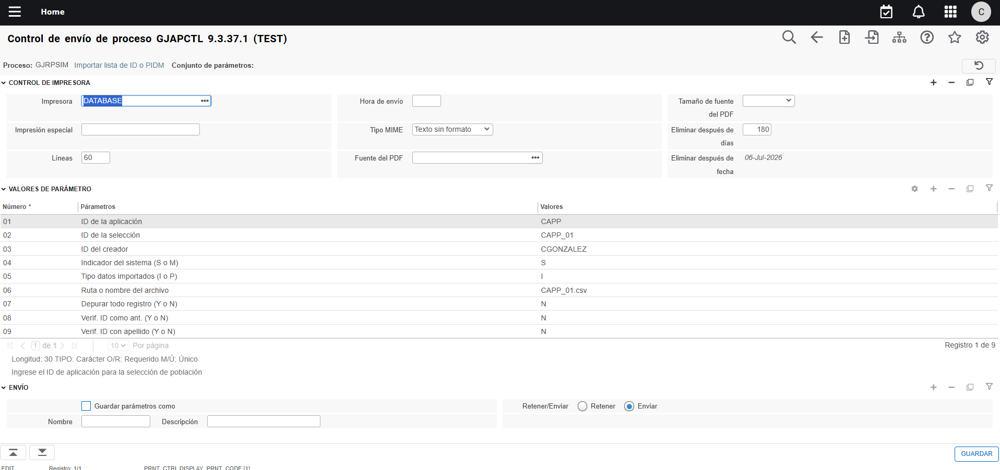 Home
C
Control de envío de proceso GJAPCTL 9.3.37.1 (TEST)
Proceso: GJRPSIM Importar lista de ID o PIDM Conjunto de parámetros:
CONTROL DE IMPRESORA
Impresora DATABASE Hora de envío Tamaño de fuente del PDF
Impresión especial Tipo MIME Texto sin formato Eliminar después de días 180
Líneas 60 Fuente del PDF Eliminar después de fecha 06-Jul-2026
VALORES DE PARÁMETRO
Número * Párametros Valores
01 ID de la aplicación CAPP
02 ID de la selección CAPP_01
03 ID del creador CGONZALEZ
04 Indicador del sistema (S o M) S
05 Tipo datos importados (I o P) I
06 Ruta o nombre del archivo CAPP_01.csv
07 Depurar todo registro (Y o N) N
08 Verif. ID como ant. (Y o N) N
09 Verif. ID con apellido (Y o N) N
1 de 1 10 Por página Registro 1 de 9
Longitud: 30 TIPO: Carácter O/R: Requerido M/Ú: Único
Ingrese el ID de aplicación para la selección de población
ENVÍO
Guardar parámetros como Retener/Enviar Retener Enviar
Nombre Descripción
GUARDAR
EDIT Registro: 1/1 PRNT_CTRL.DISPLAY_PRNT_CODE [1]